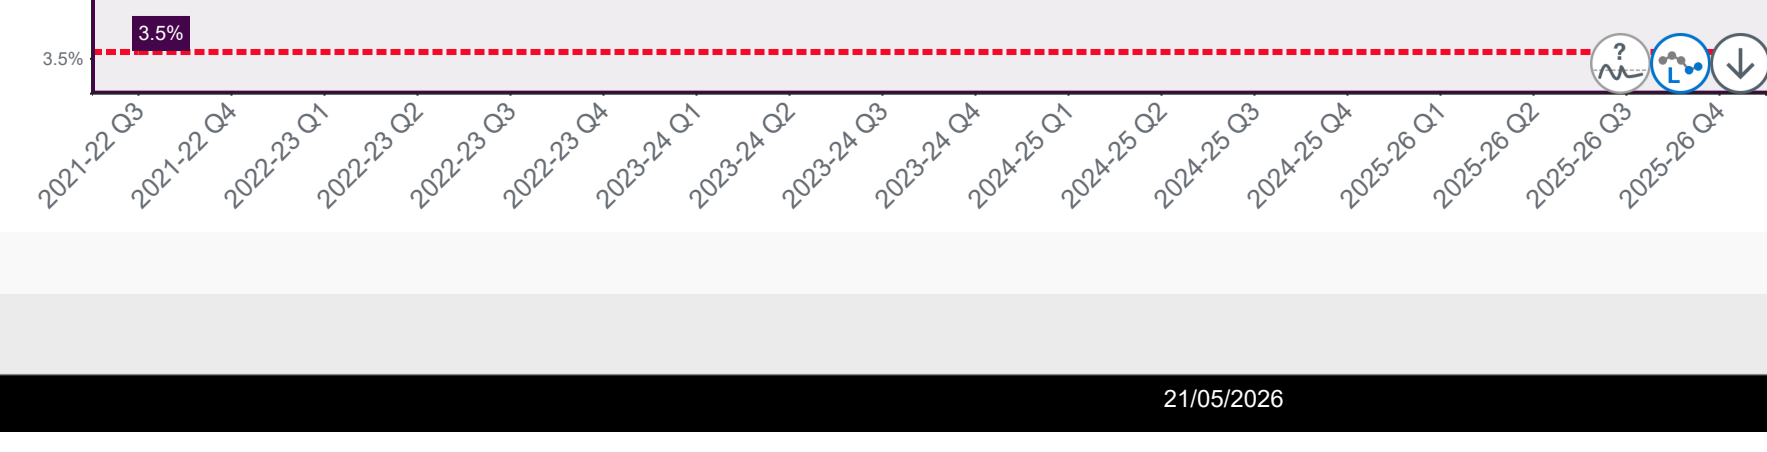 3.5%
3.5%
?
L
2021-22 Q3
2021-22 Q4
2022-23 Q1
2022-23 Q2
2022-23 Q3
2022-23 Q4
2023-24 Q1
2023-24 Q2
2023-24 Q3
2023-24 Q4
2024-25 Q1
2024-25 Q2
2024-25 Q3
2024-25 Q4
2025-26 Q1
2025-26 Q2
2025-26 Q3
2025-26 Q4
21/05/2026